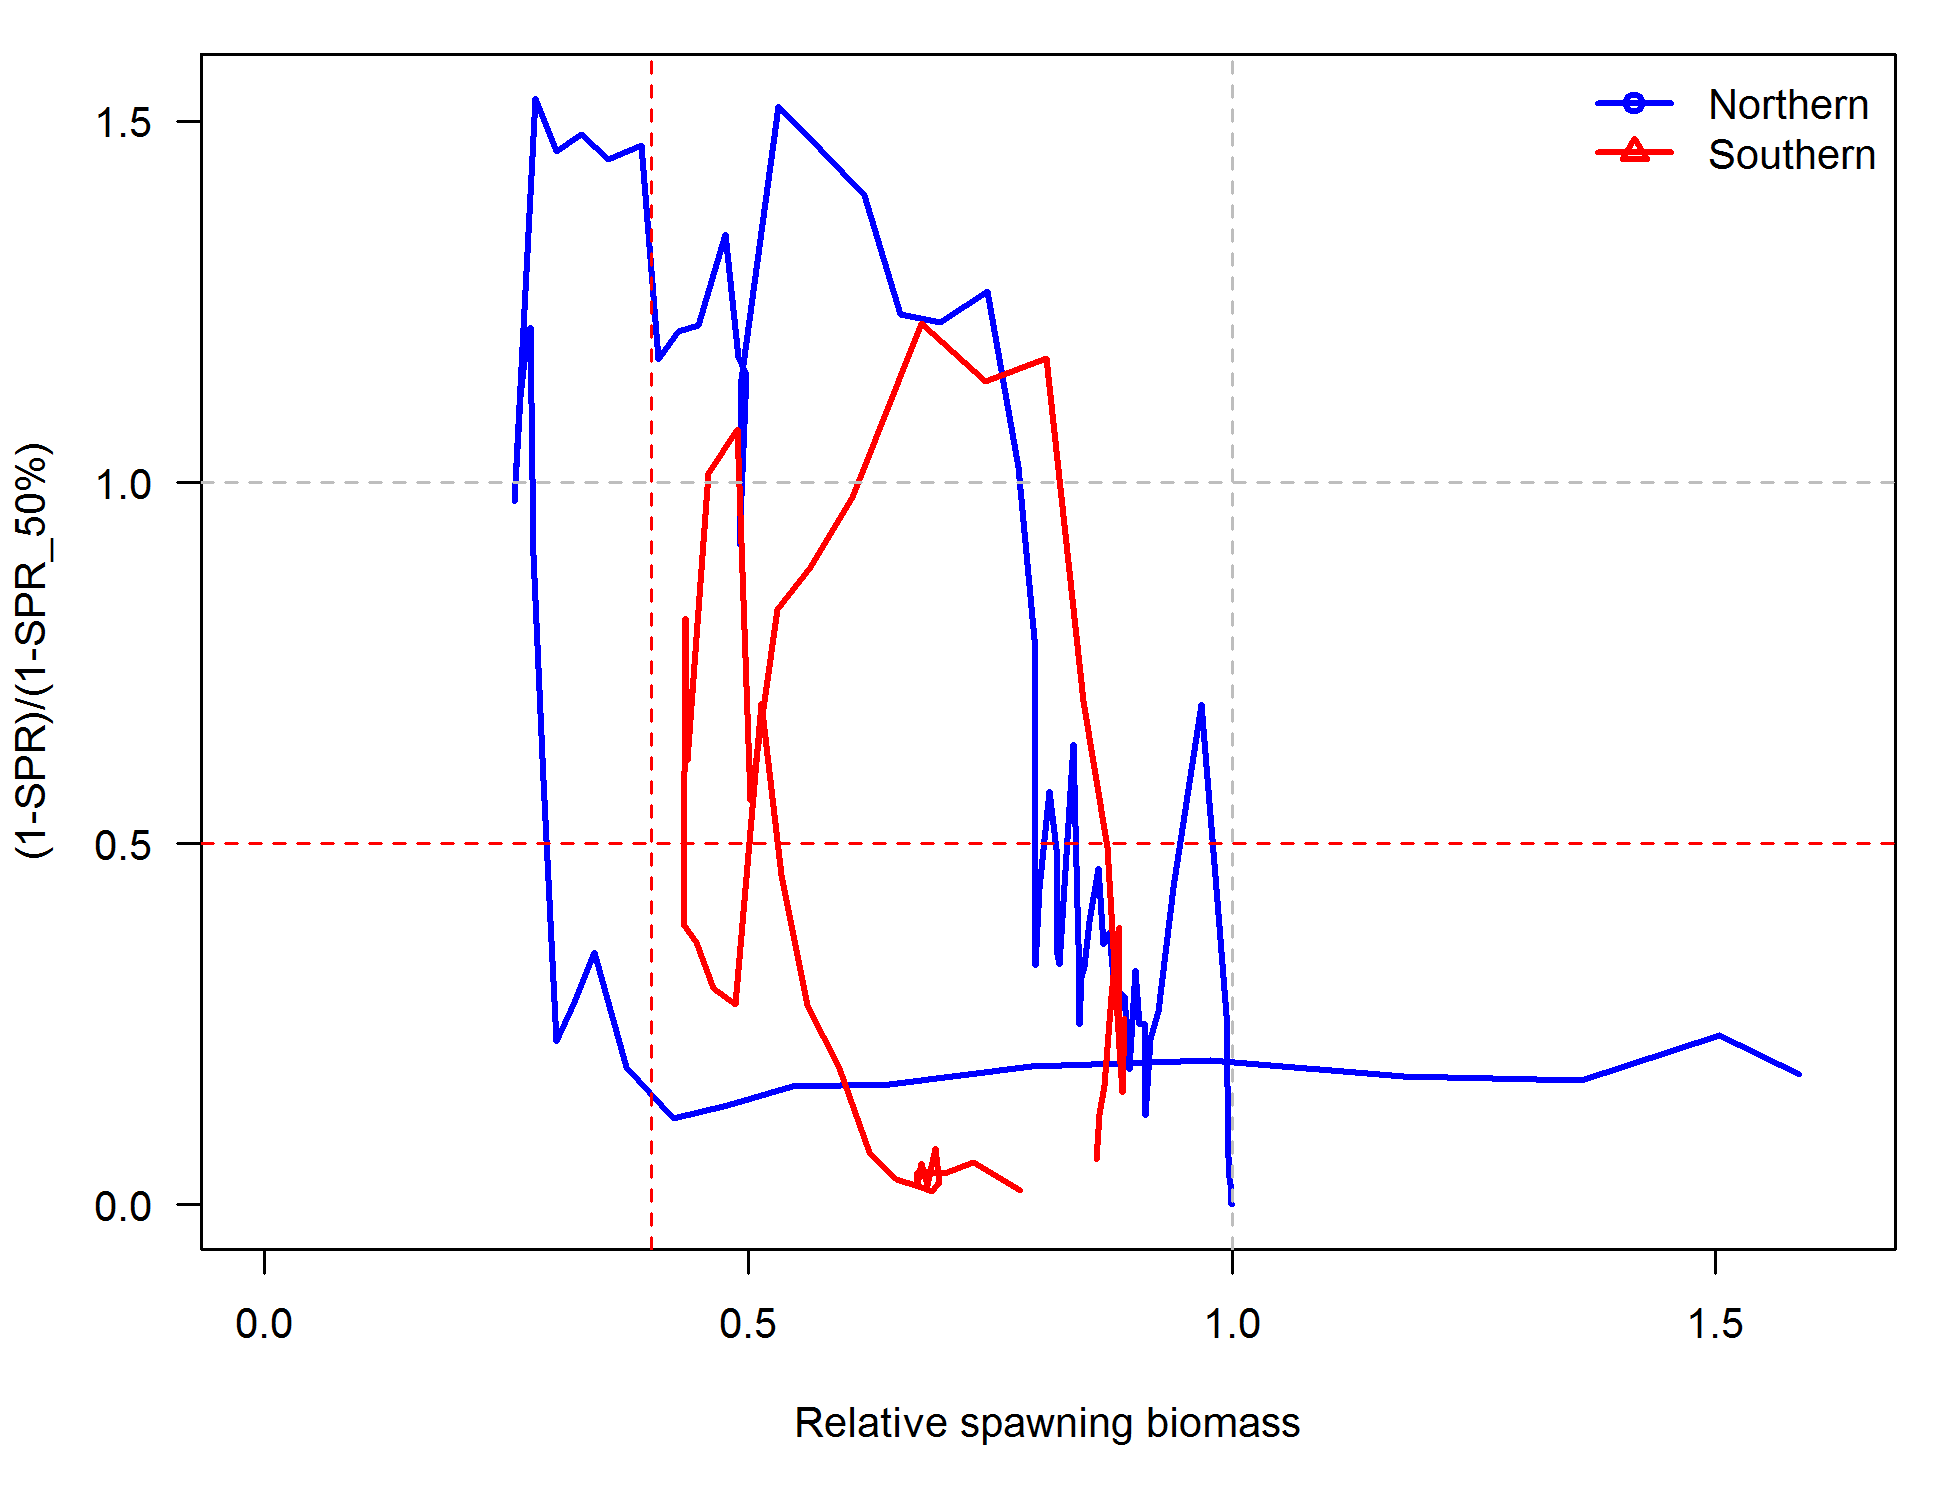 1.5
1.0
0.5
0.0
(1-SPR)/(1-SPR_50%)
Northern
Southern
0.0 0.5 1.0 1.5
Relative spawning biomass